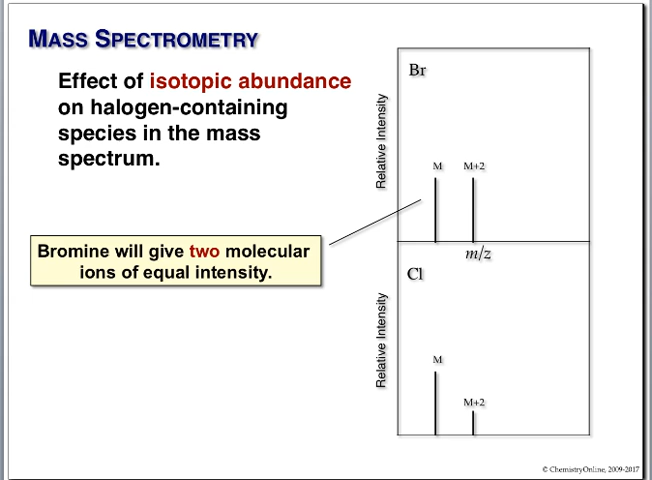 MASS SPECTROMETRY
Effect of isotopic abundance
on halogen-containing
species in the mass
spectrum.
Bromine will give two molecular
ions of equal intensity.
Br
Relative Intensity
M
M+2
m/z
Cl
Relative Intensity
M
M+2
© ChemistryOnline, 2009-2017